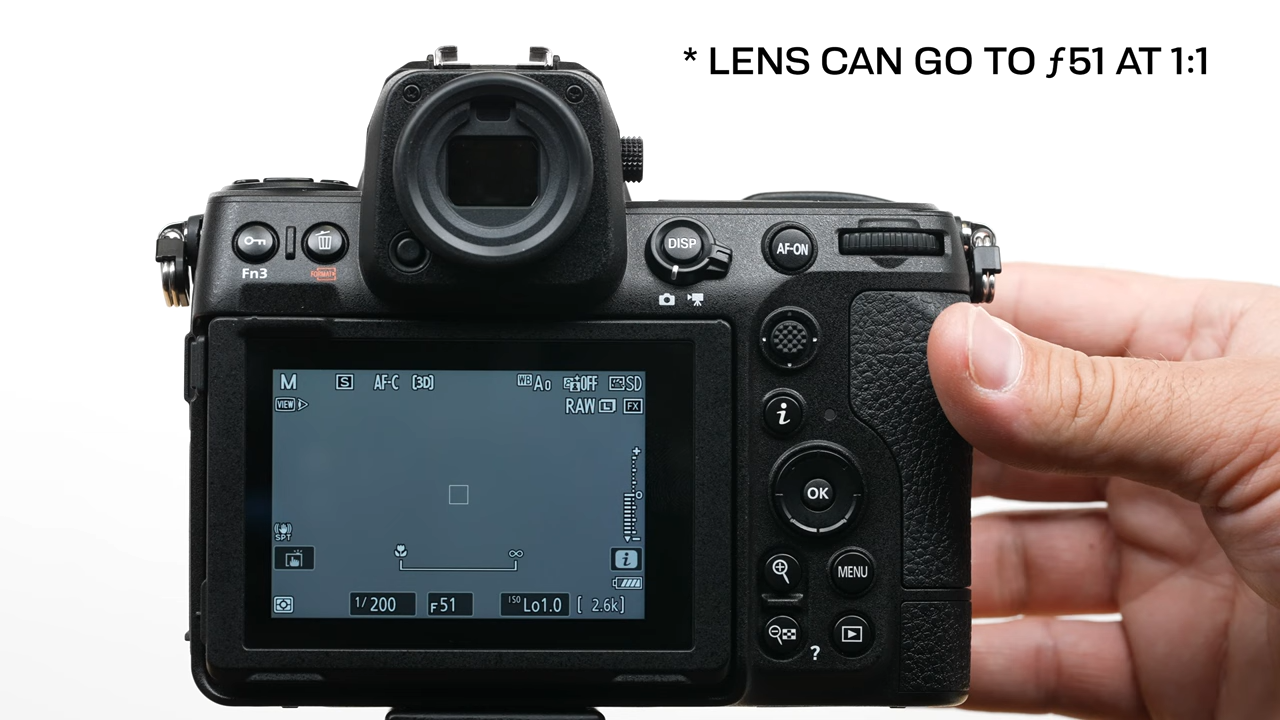 * LENS CAN GO TO ƒ51 AT 1:1
DISP
AF-ON
Fn3
FORMAT
M S AF-C [3D] WB A0 OFF SD
VIEW RAW L FX
i
OK
SPT
i
MENU
1/200 F51 ISO Lo1.0 [ 2.6k]
?